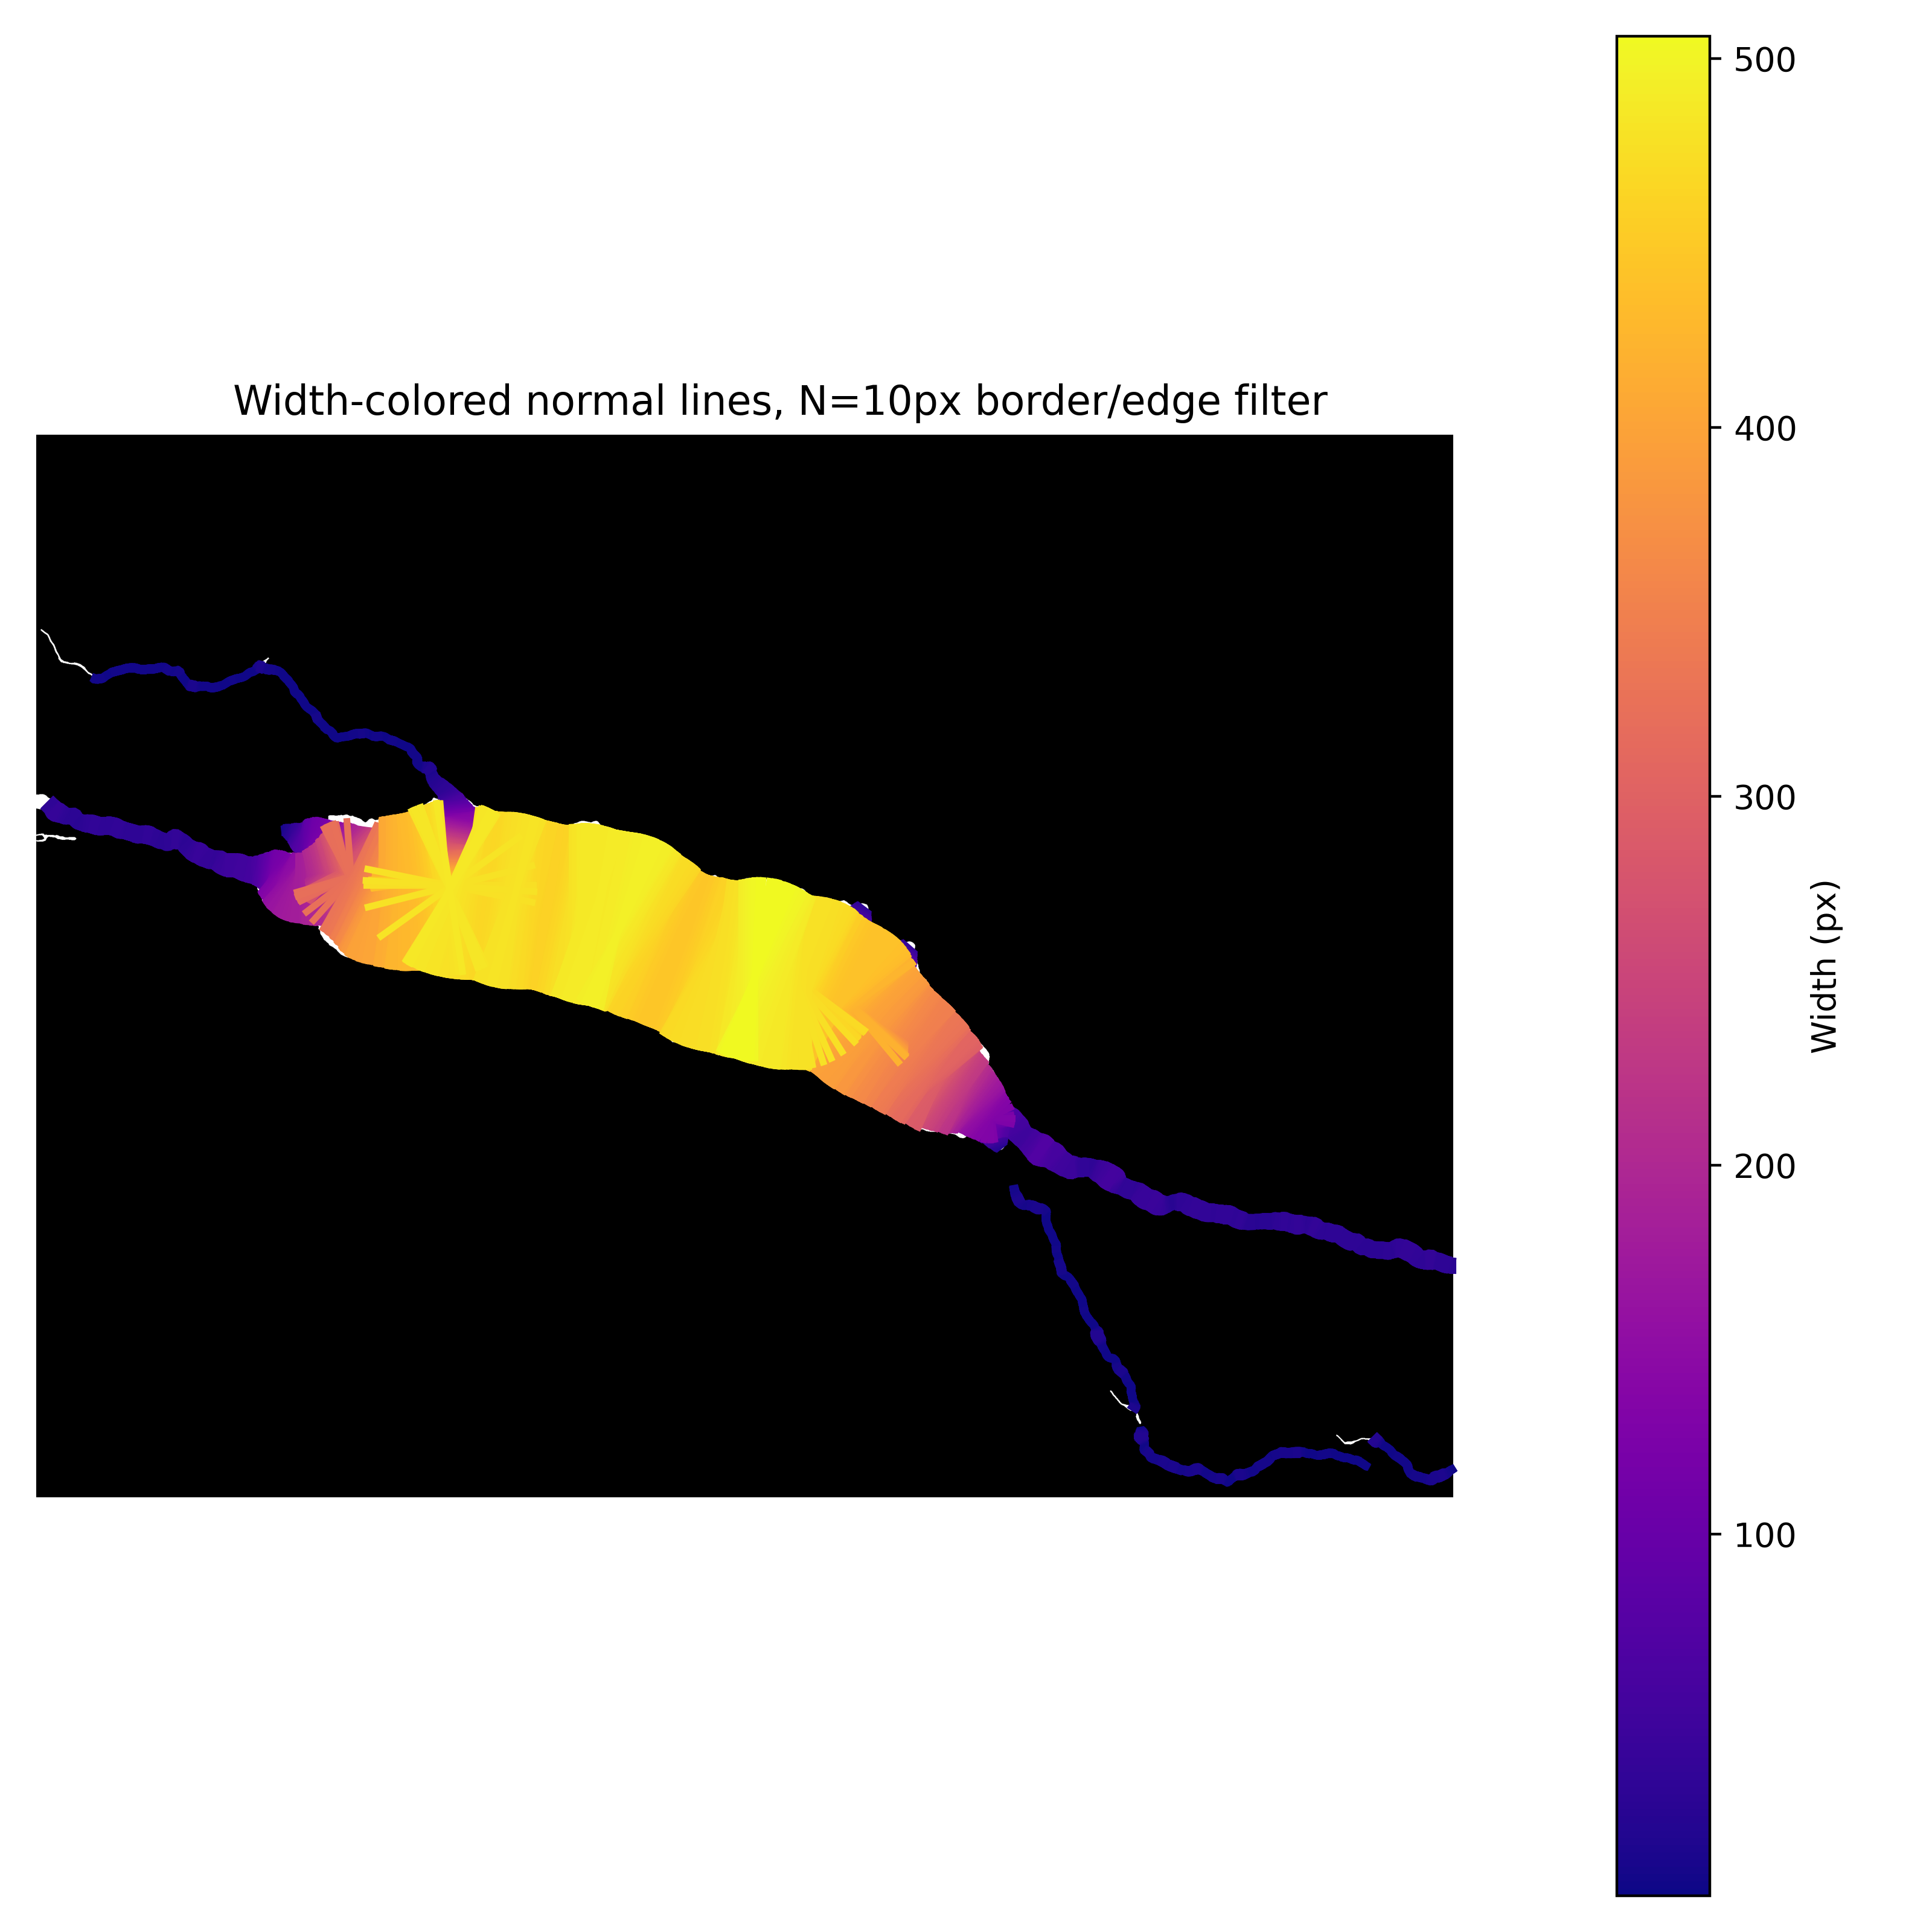 Width-colored normal lines, N=10px border/edge filter
500
400
300
200
100
Width (px)